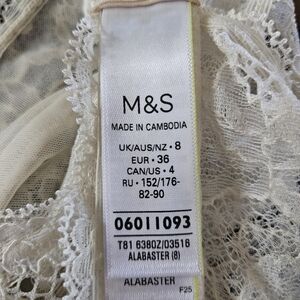 M&S
MADE IN CAMBODIA
UK/AUS/NZ • 8
EUR • 36
CAN/US • 4
RU • 152/176-
82-90
06011093
T81 6380Z/03516
ALABASTER (8)
ALABASTER
F25